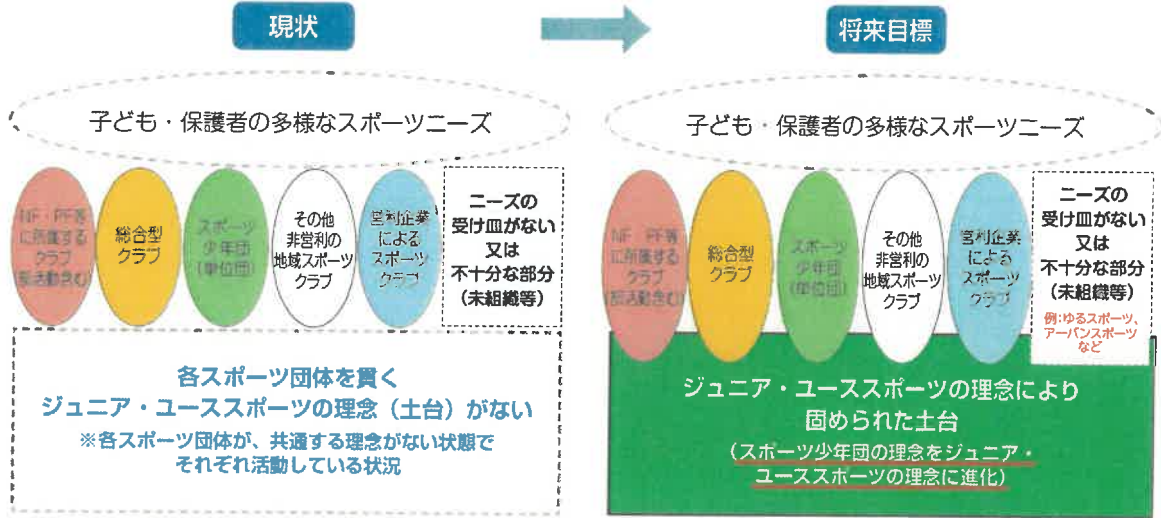 現状
将来目標
子ども・保護者の多様なスポーツニーズ
NF・PF等
に所属する
クラブ
(部活動含む)
総合型
クラブ
スポーツ
少年団
(単位団)
その他
非営利の
地域スポーツ
クラブ
営利企業
による
スポーツ
クラブ
ニーズの
受け皿がない
又は
不十分な部分
(未組織等)
各スポーツ団体を貫く
ジュニア・ユーススポーツの理念(土台)がない
※各スポーツ団体が、共通する理念がない状態で
それぞれ活動している状況
子ども・保護者の多様なスポーツニーズ
NF・PF等
に所属する
クラブ
(部活動含む)
総合型
クラブ
スポーツ
少年団
(単位団)
その他
非営利の
地域スポーツ
クラブ
営利企業
による
スポーツ
クラブ
ニーズの
受け皿がない
又は
不十分な部分
(未組織等)
例:ゆるスポーツ、
アーバンスポーツ
など
ジュニア・ユーススポーツの理念により
固められた土台
(スポーツ少年団の理念をジュニア・
ユーススポーツの理念に進化)